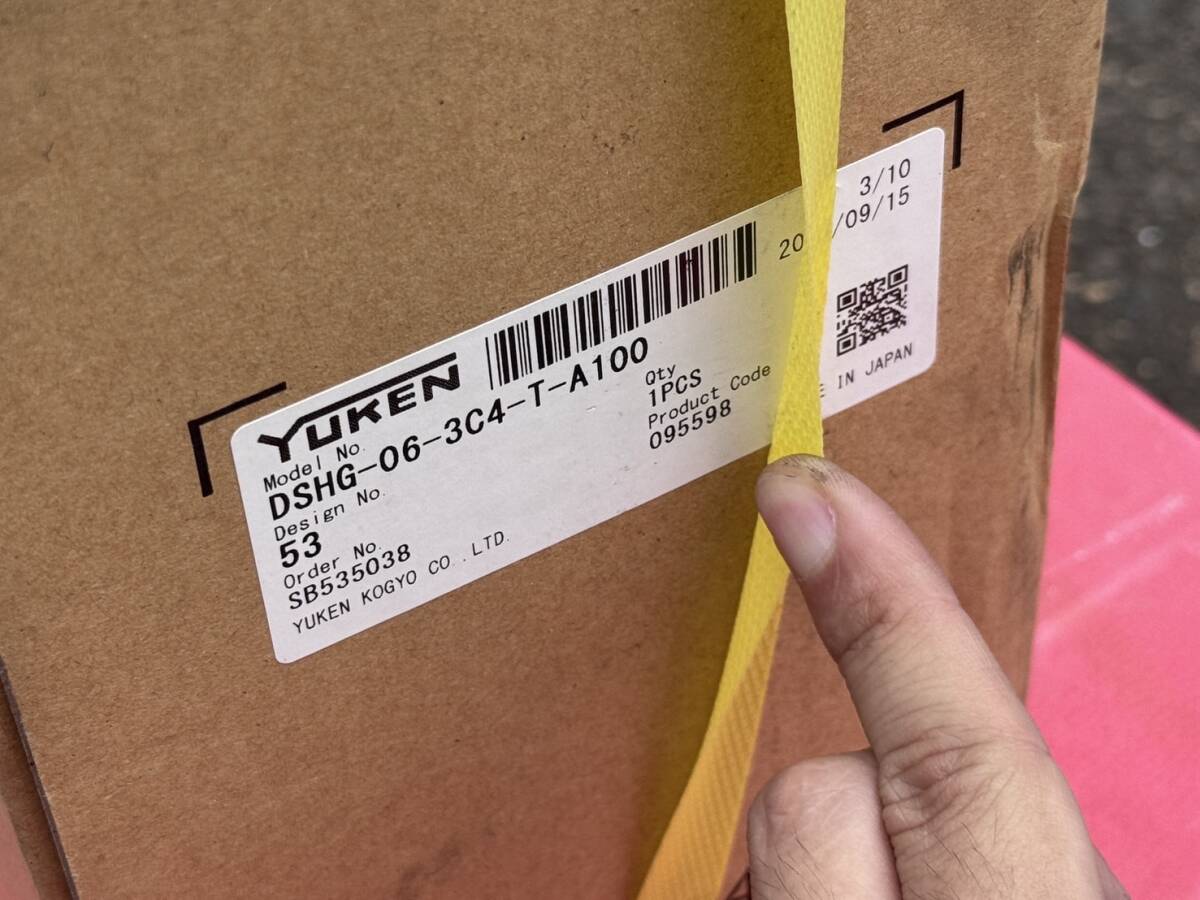 3/10
20 /09/15
YUKEN
Model No.
DSHG-06-3C4-T-A100
Design No.
53
Qty
1PCS
Order No.
SB535038
Product Code
095598
YUKEN KOGYO CO.,LTD.
IN JAPAN